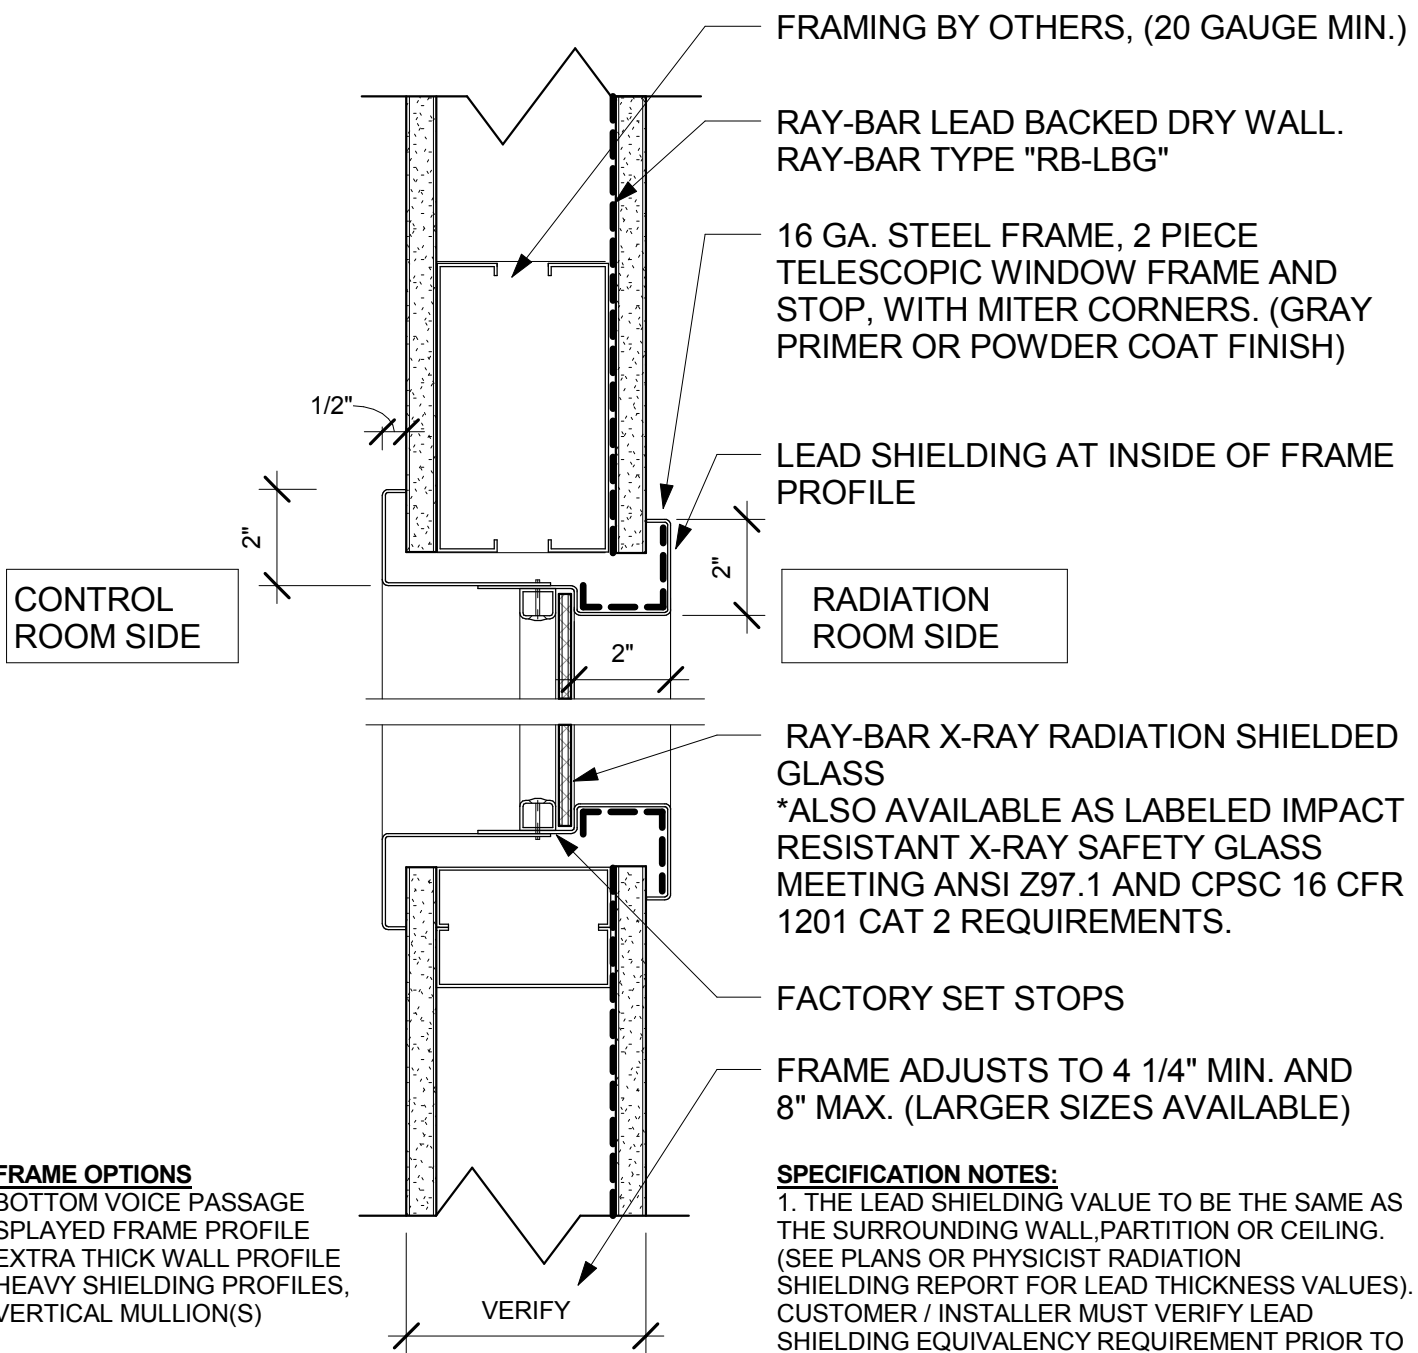 FRAMING BY OTHERS, (20 GAUGE MIN.)
RAY-BAR LEAD BACKED DRY WALL.
RAY-BAR TYPE "RB-LBG"
16 GA. STEEL FRAME, 2 PIECE
TELESCOPIC WINDOW FRAME AND
STOP, WITH MITER CORNERS. (GRAY
PRIMER OR POWDER COAT FINISH)
1/2"
LEAD SHIELDING AT INSIDE OF FRAME
PROFILE
2"
2"
CONTROL
ROOM SIDE
RADIATION
ROOM SIDE
2"
RAY-BAR X-RAY RADIATION SHIELDED
GLASS
*ALSO AVAILABLE AS LABELED IMPACT
RESISTANT X-RAY SAFETY GLASS
MEETING ANSI Z97.1 AND CPSC 16 CFR
1201 CAT 2 REQUIREMENTS.
FACTORY SET STOPS
FRAME ADJUSTS TO 4 1/4" MIN. AND
8" MAX. (LARGER SIZES AVAILABLE)
FRAME OPTIONS
BOTTOM VOICE PASSAGE
SPLAYED FRAME PROFILE
EXTRA THICK WALL PROFILE
HEAVY SHIELDING PROFILES,
VERTICAL MULLION(S)
VERIFY
SPECIFICATION NOTES:
1. THE LEAD SHIELDING VALUE TO BE THE SAME AS
THE SURROUNDING WALL,PARTITION OR CEILING.
(SEE PLANS OR PHYSICIST RADIATION
SHIELDING REPORT FOR LEAD THICKNESS VALUES).
CUSTOMER / INSTALLER MUST VERIFY LEAD
SHIELDING EQUIVALENCY REQUIREMENT PRIOR TO